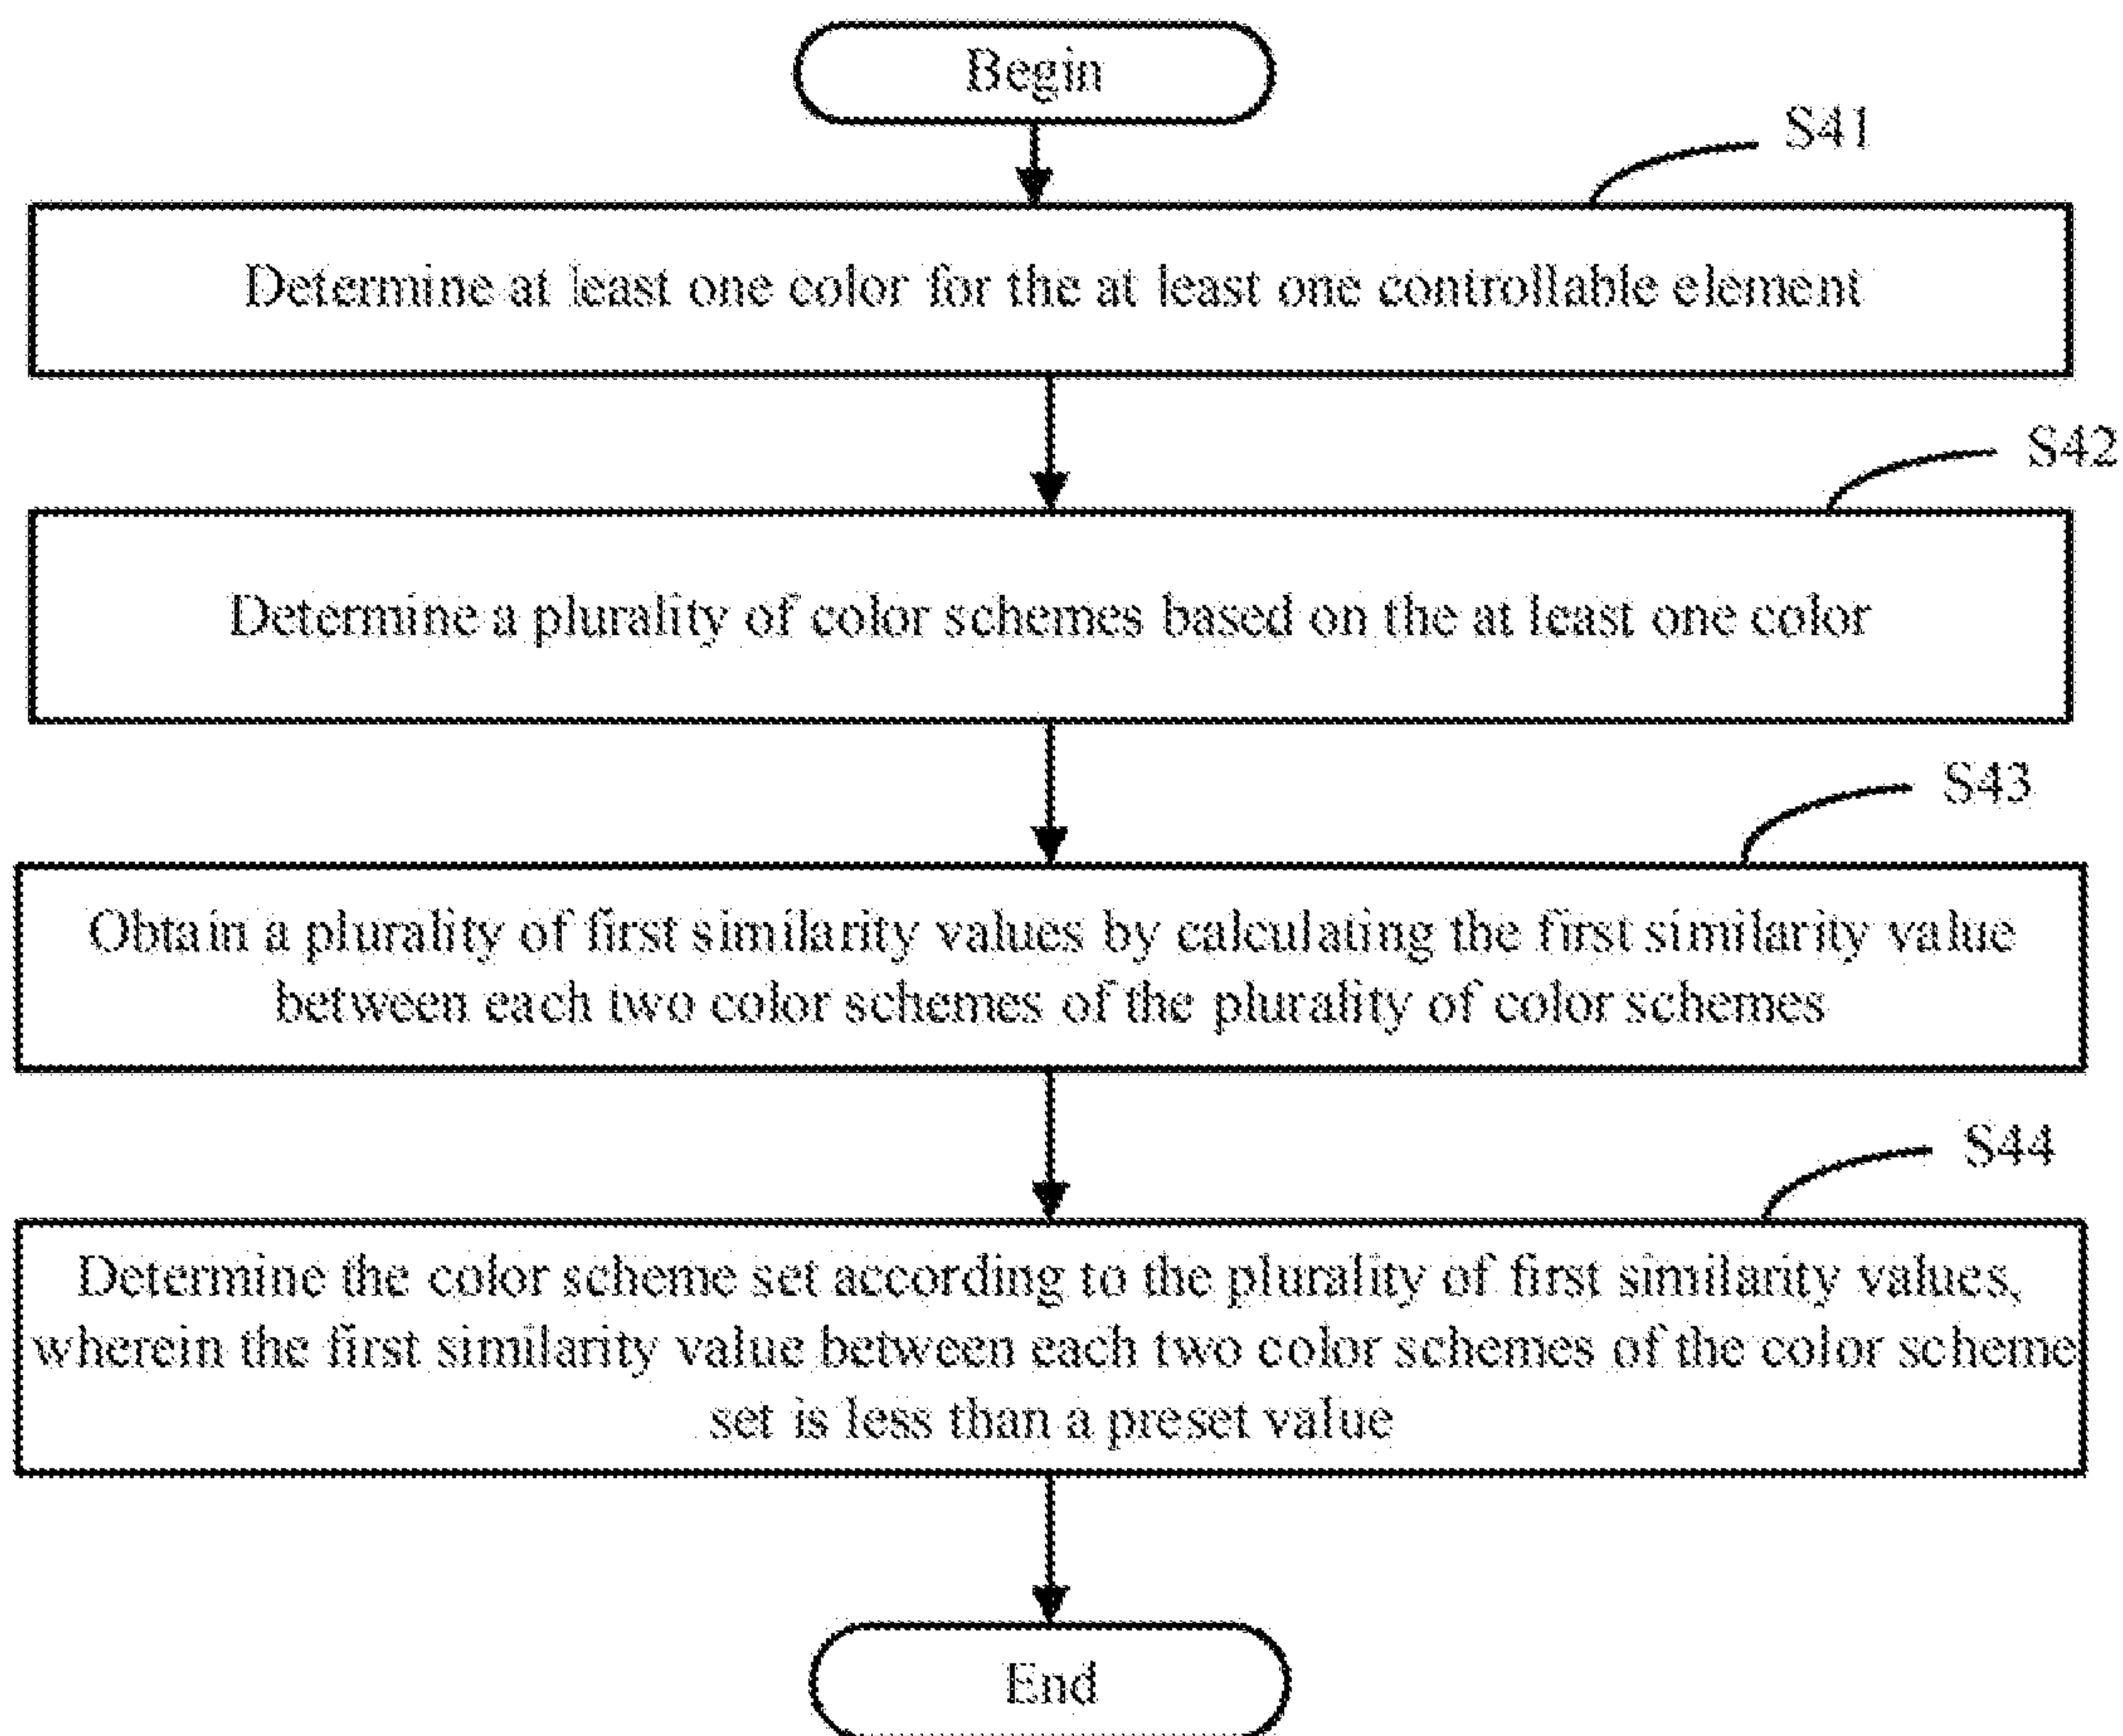 Begin
S41
Determine at least one color for the at least one controllable element
S42
Determine a plurality of color schemes based on the at least one color
S43
Obtain a plurality of first similarity values by calculating the first similarity value
between each two color schemes of the plurality of color schemes
S44
Determine the color scheme set according to the plurality of first similarity values,
wherein the first similarity value between each two color schemes of the color scheme
set is less than a preset value
End